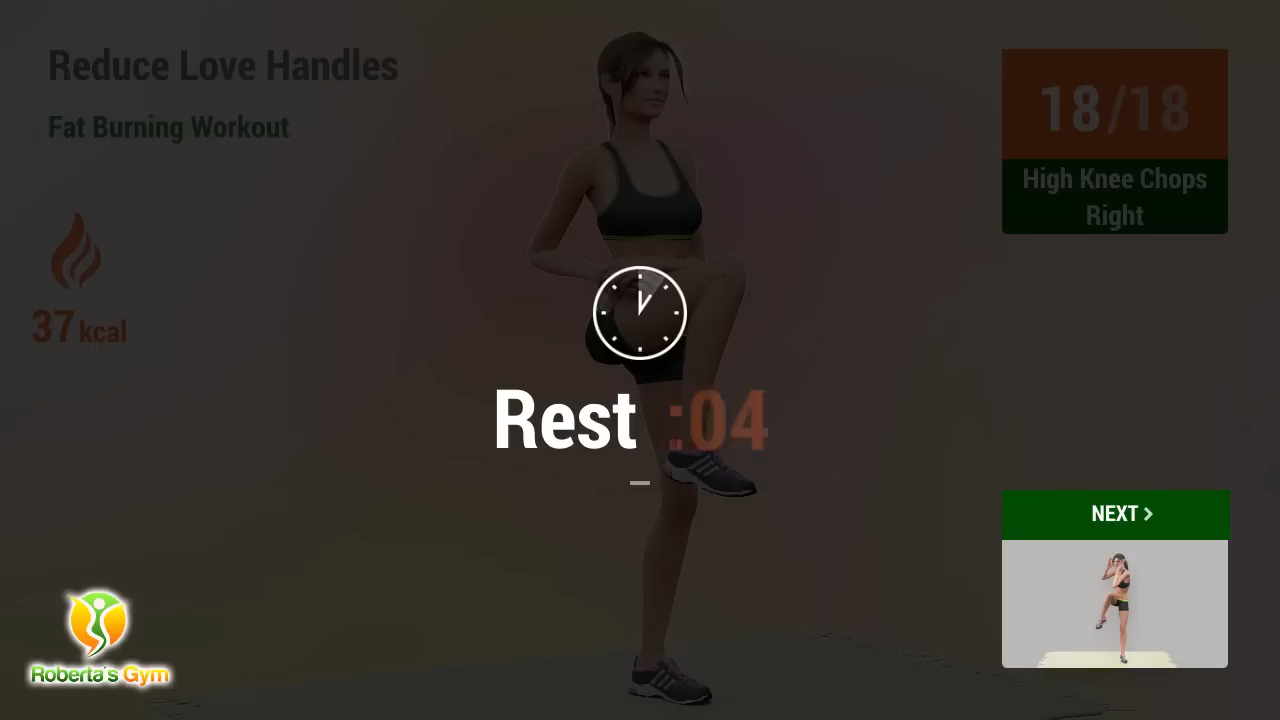 Reduce Love Handles
Fat Burning Workout
18/18
High Knee Chops
Right
37 kcal
Rest :04
NEXT >
Roberta's Gym